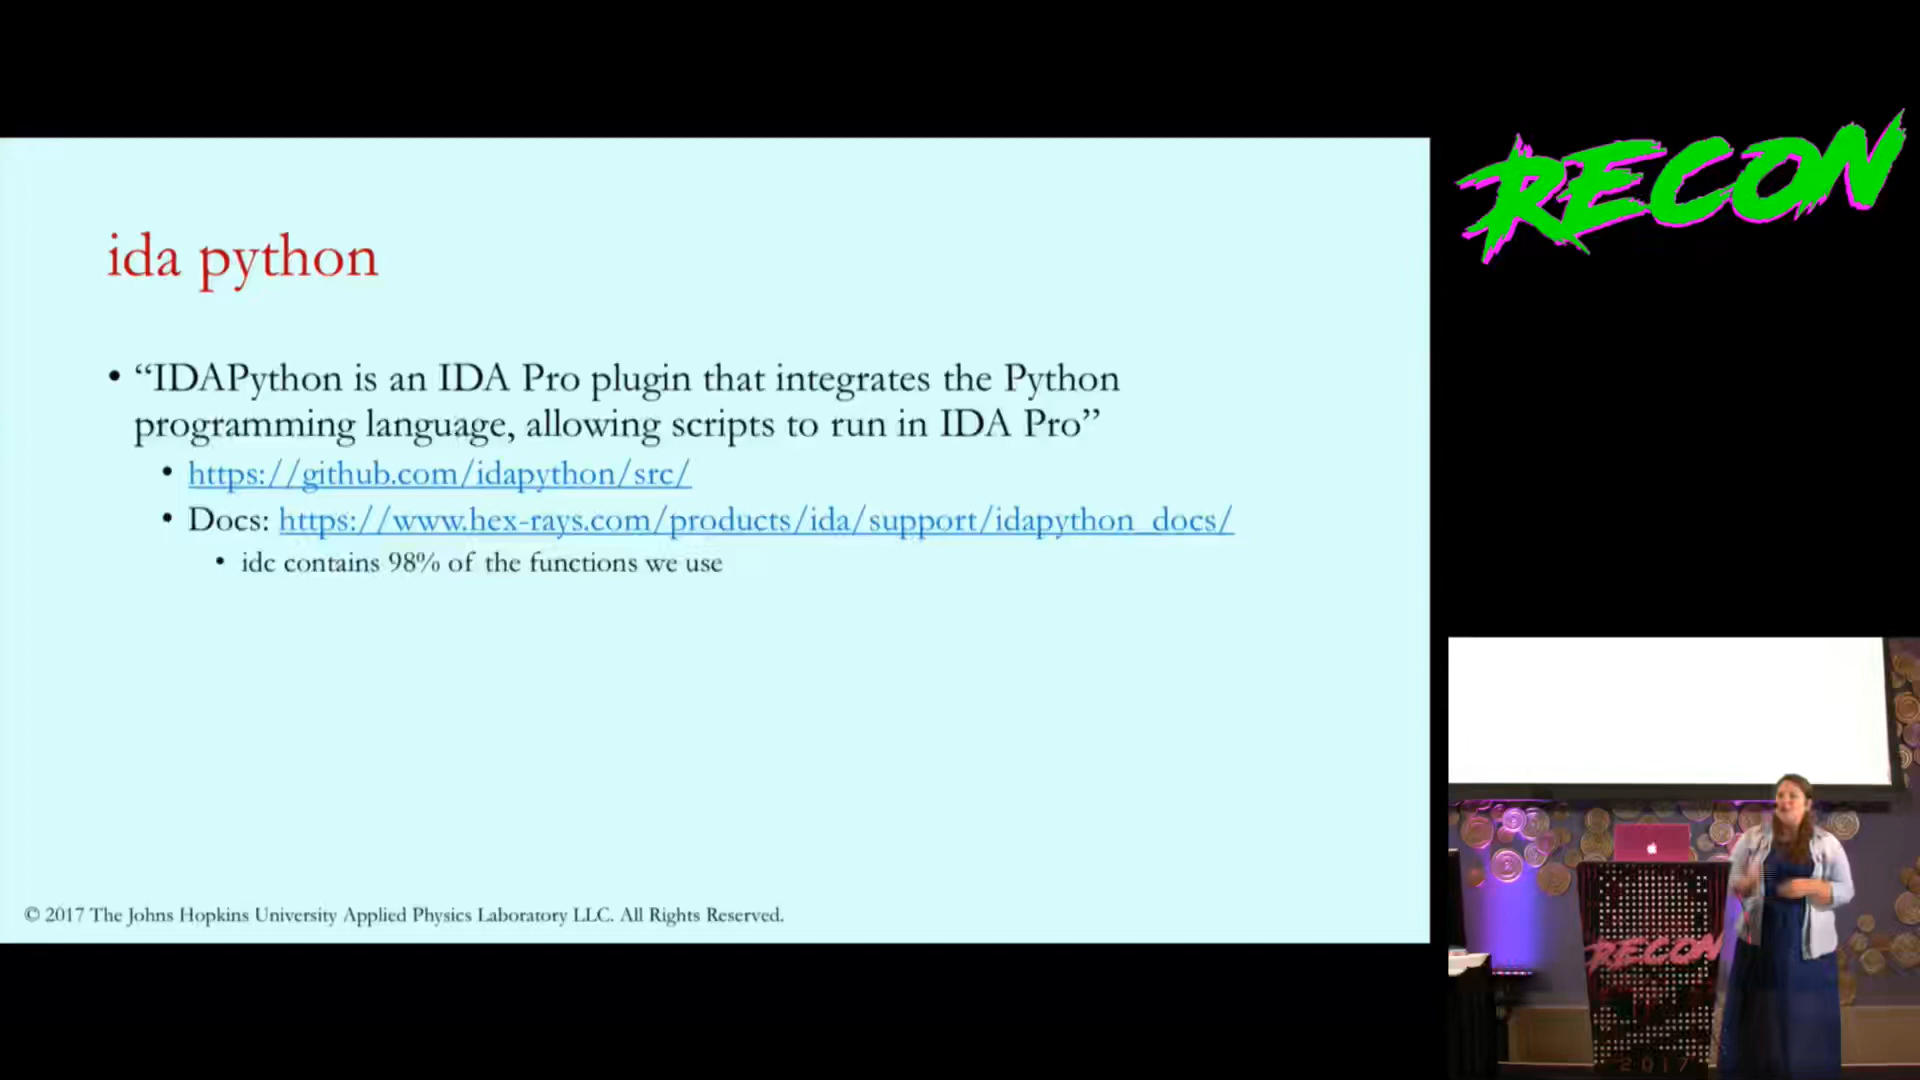 RECON
ida python
• “IDAPython is an IDA Pro plugin that integrates the Python
programming language, allowing scripts to run in IDA Pro”
• https://github.com/idapython/src/
• Docs: https://www.hex-rays.com/products/ida/support/idapython_docs/
• idc contains 98% of the functions we use
© 2017 The Johns Hopkins University Applied Physics Laboratory LLC. All Rights Reserved.
RECON
2017